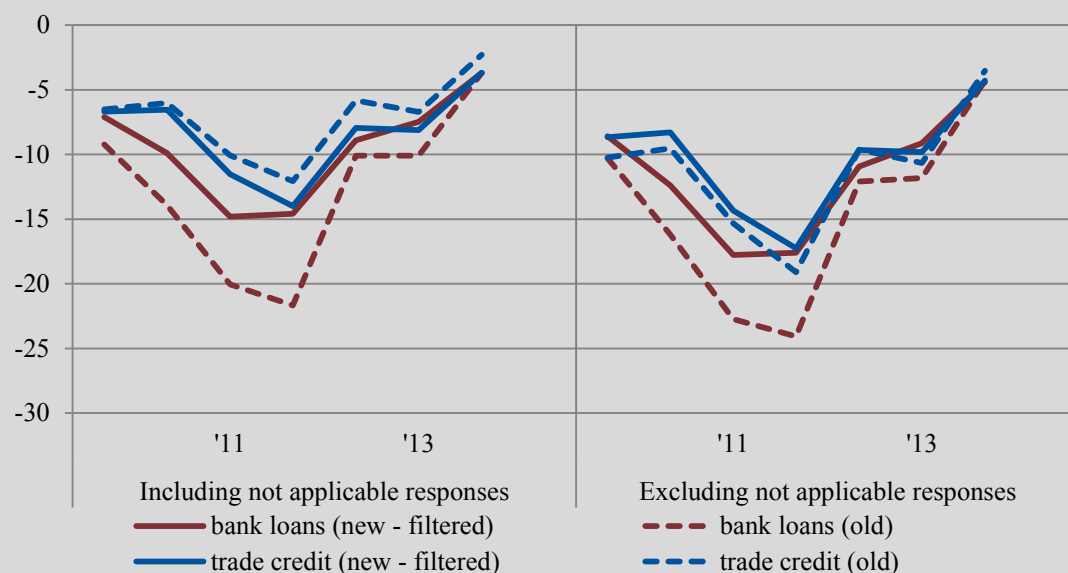 0
-5
-10
-15
-20
-25
-30
'11 '13 '11 '13
Including not applicable responses Excluding not applicable responses
bank loans (new - filtered) bank loans (old)
trade credit (new - filtered) trade credit (old)